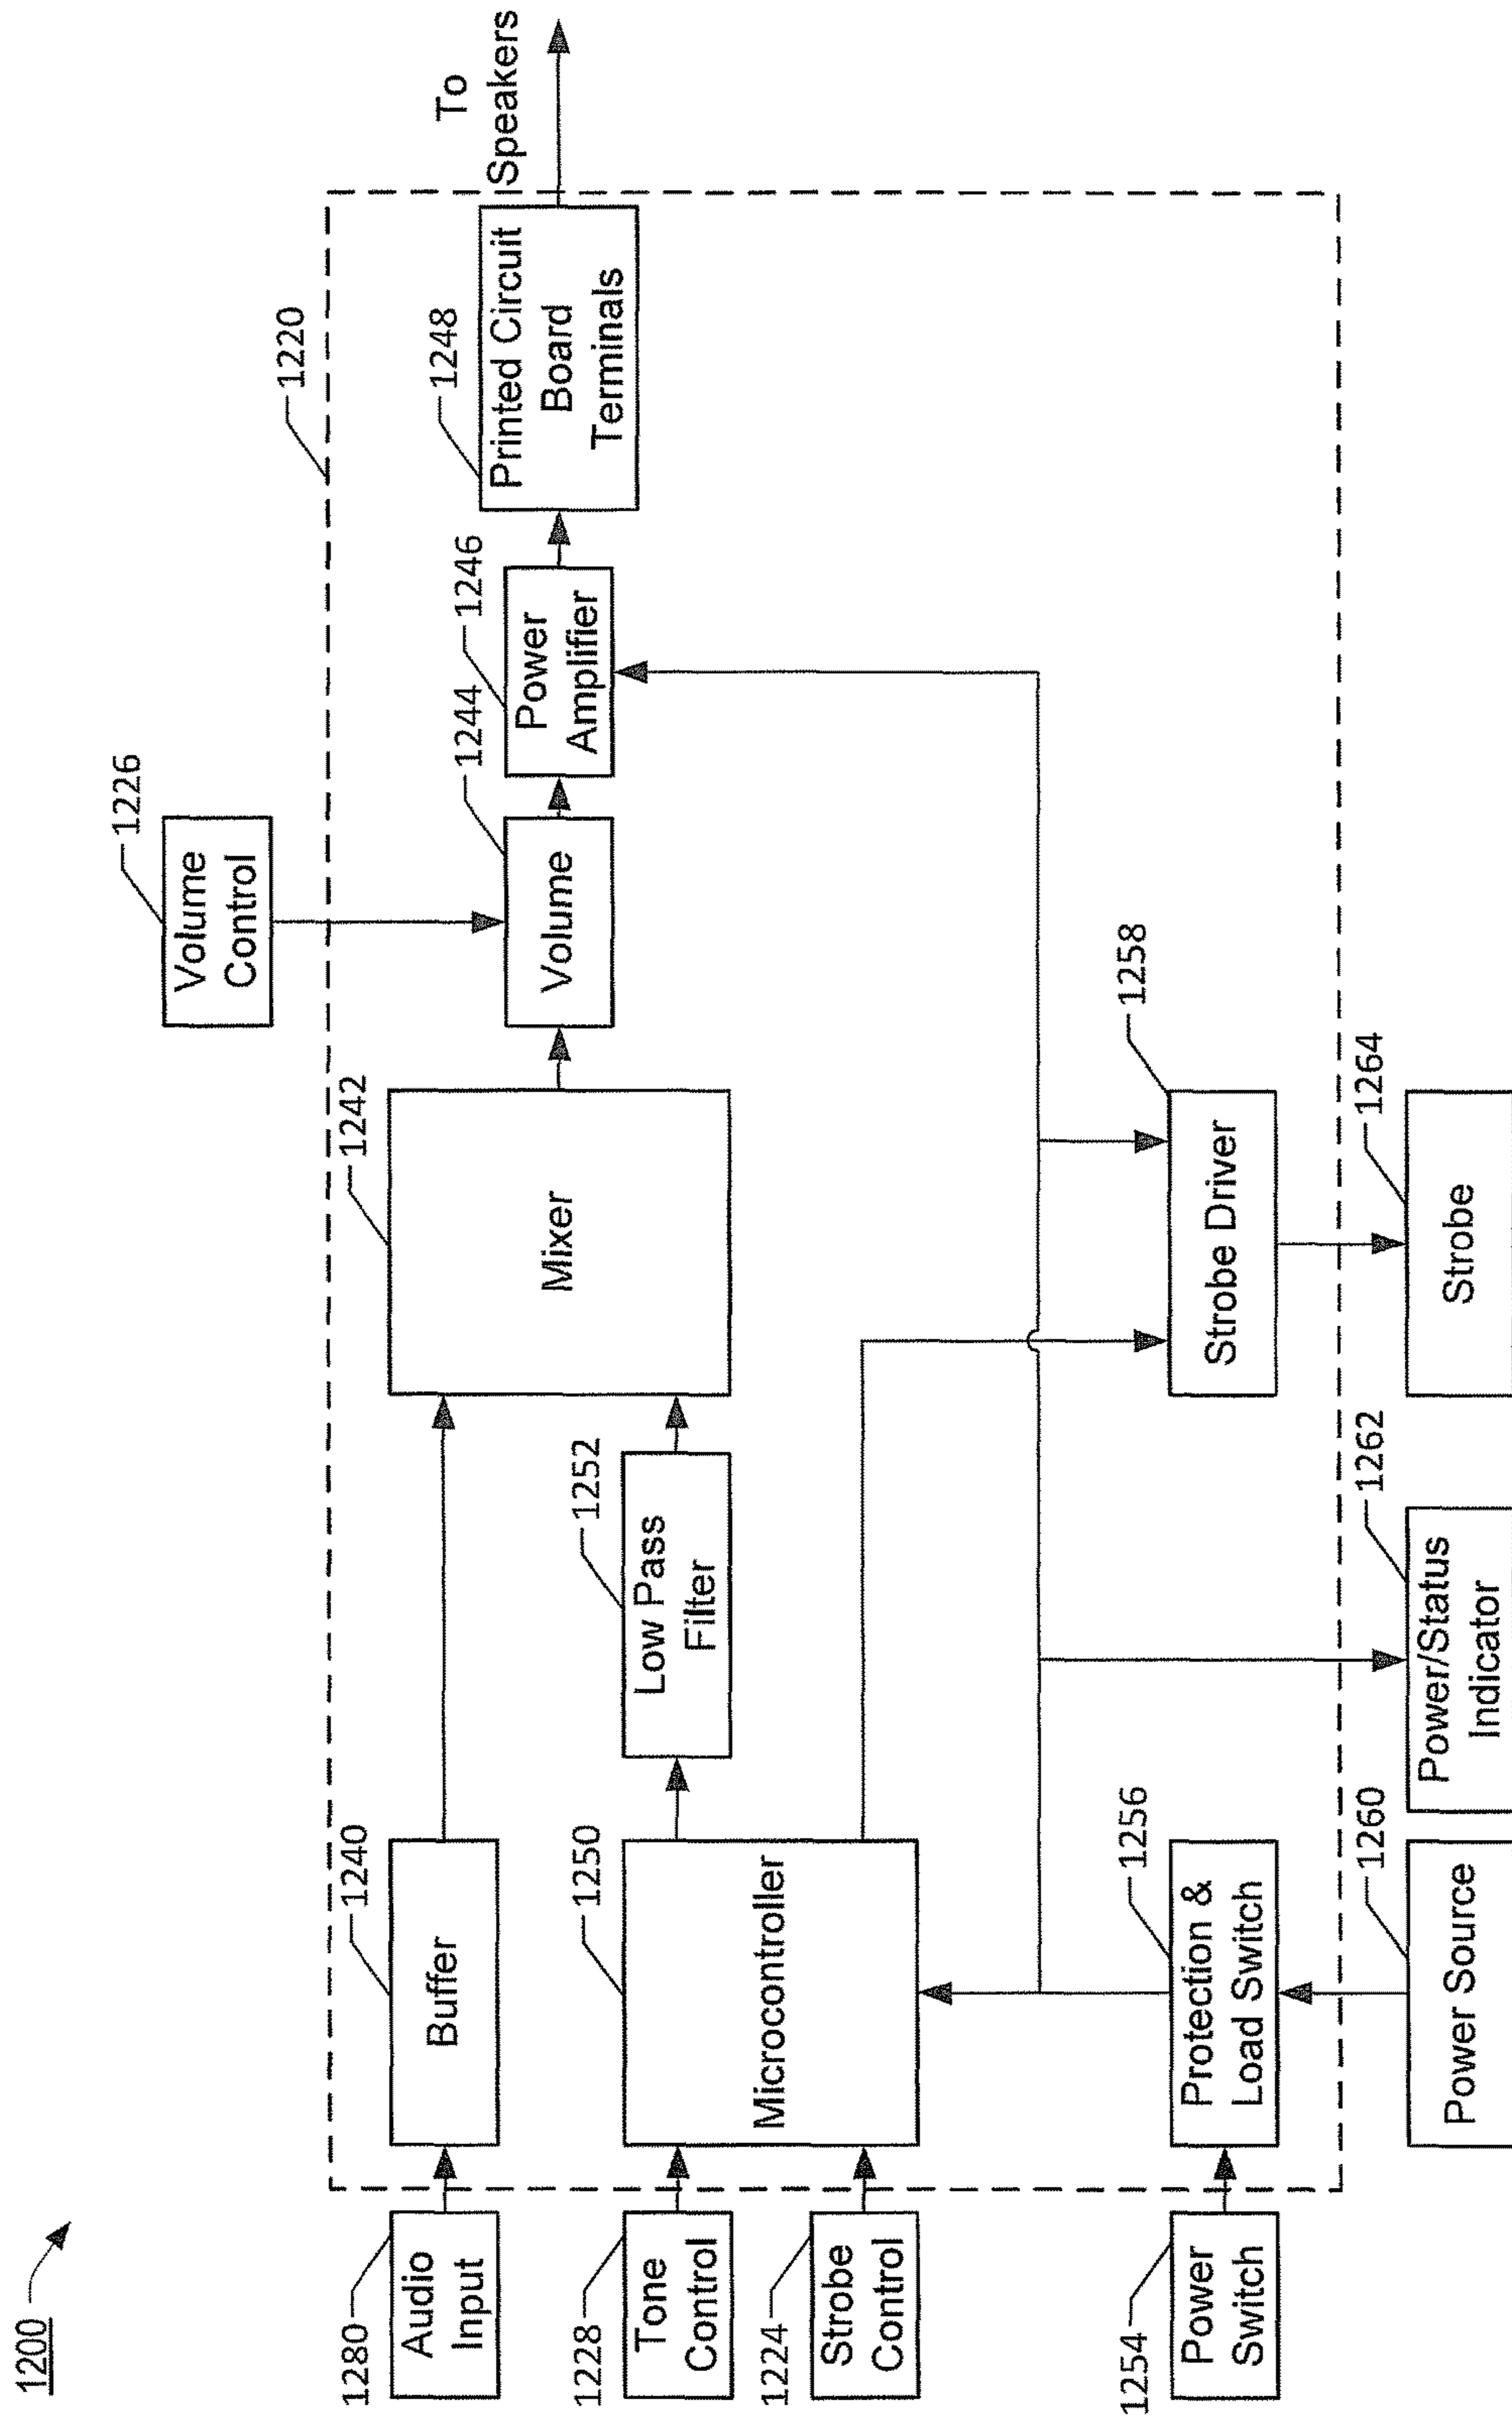 1200
1220
1226
Volume
Control
1280
Audio
Input
1240
Buffer
1242
Mixer
1244
Volume
1246
Power
Amplifier
1248
Printed Circuit
Board
Terminals
To
Speakers
1228
Tone
Control
1250
Microcontroller
1252
Low Pass
Filter
1224
Strobe
Control
1254
Power
Switch
1256
Protection &
Load Switch
1258
Strobe Driver
1260
Power Source
1262
Power/Status
Indicator
1264
Strobe